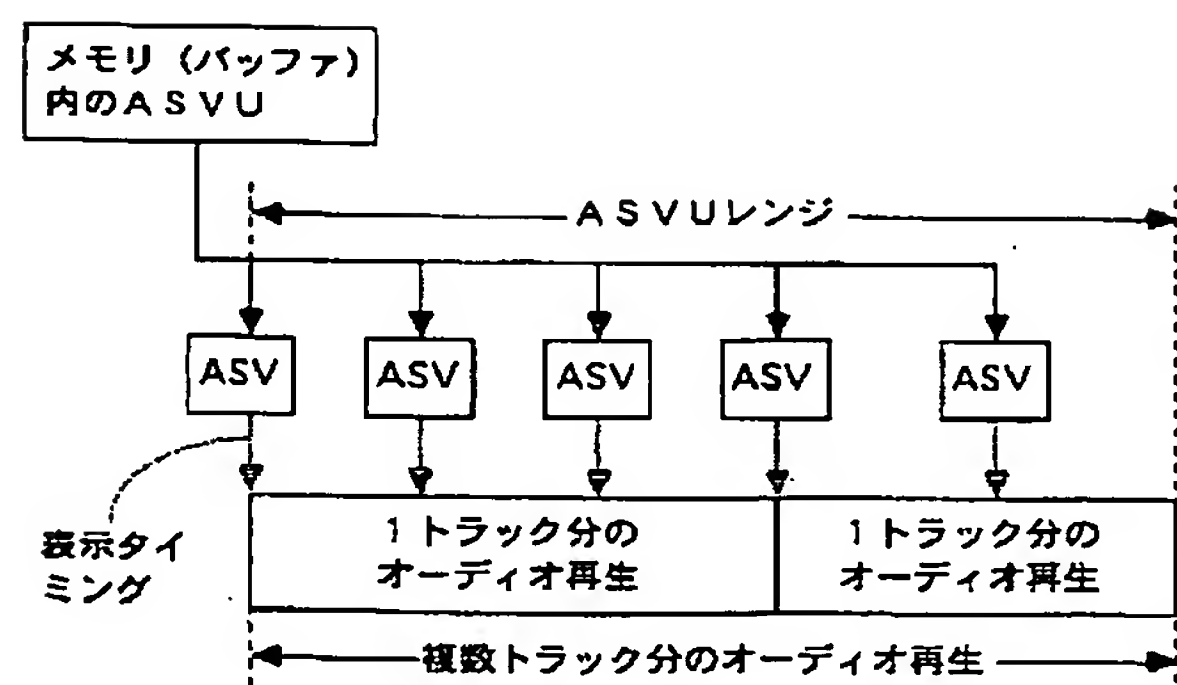 メモリ（バッファ）
内のＡＳＶＵ
ＡＳＶＵレンジ
ASV
ASV
ASV
ASV
ASV
表示タイ
ミング
１トラック分の
オーディオ再生
１トラック分の
オーディオ再生
複数トラック分のオーディオ再生